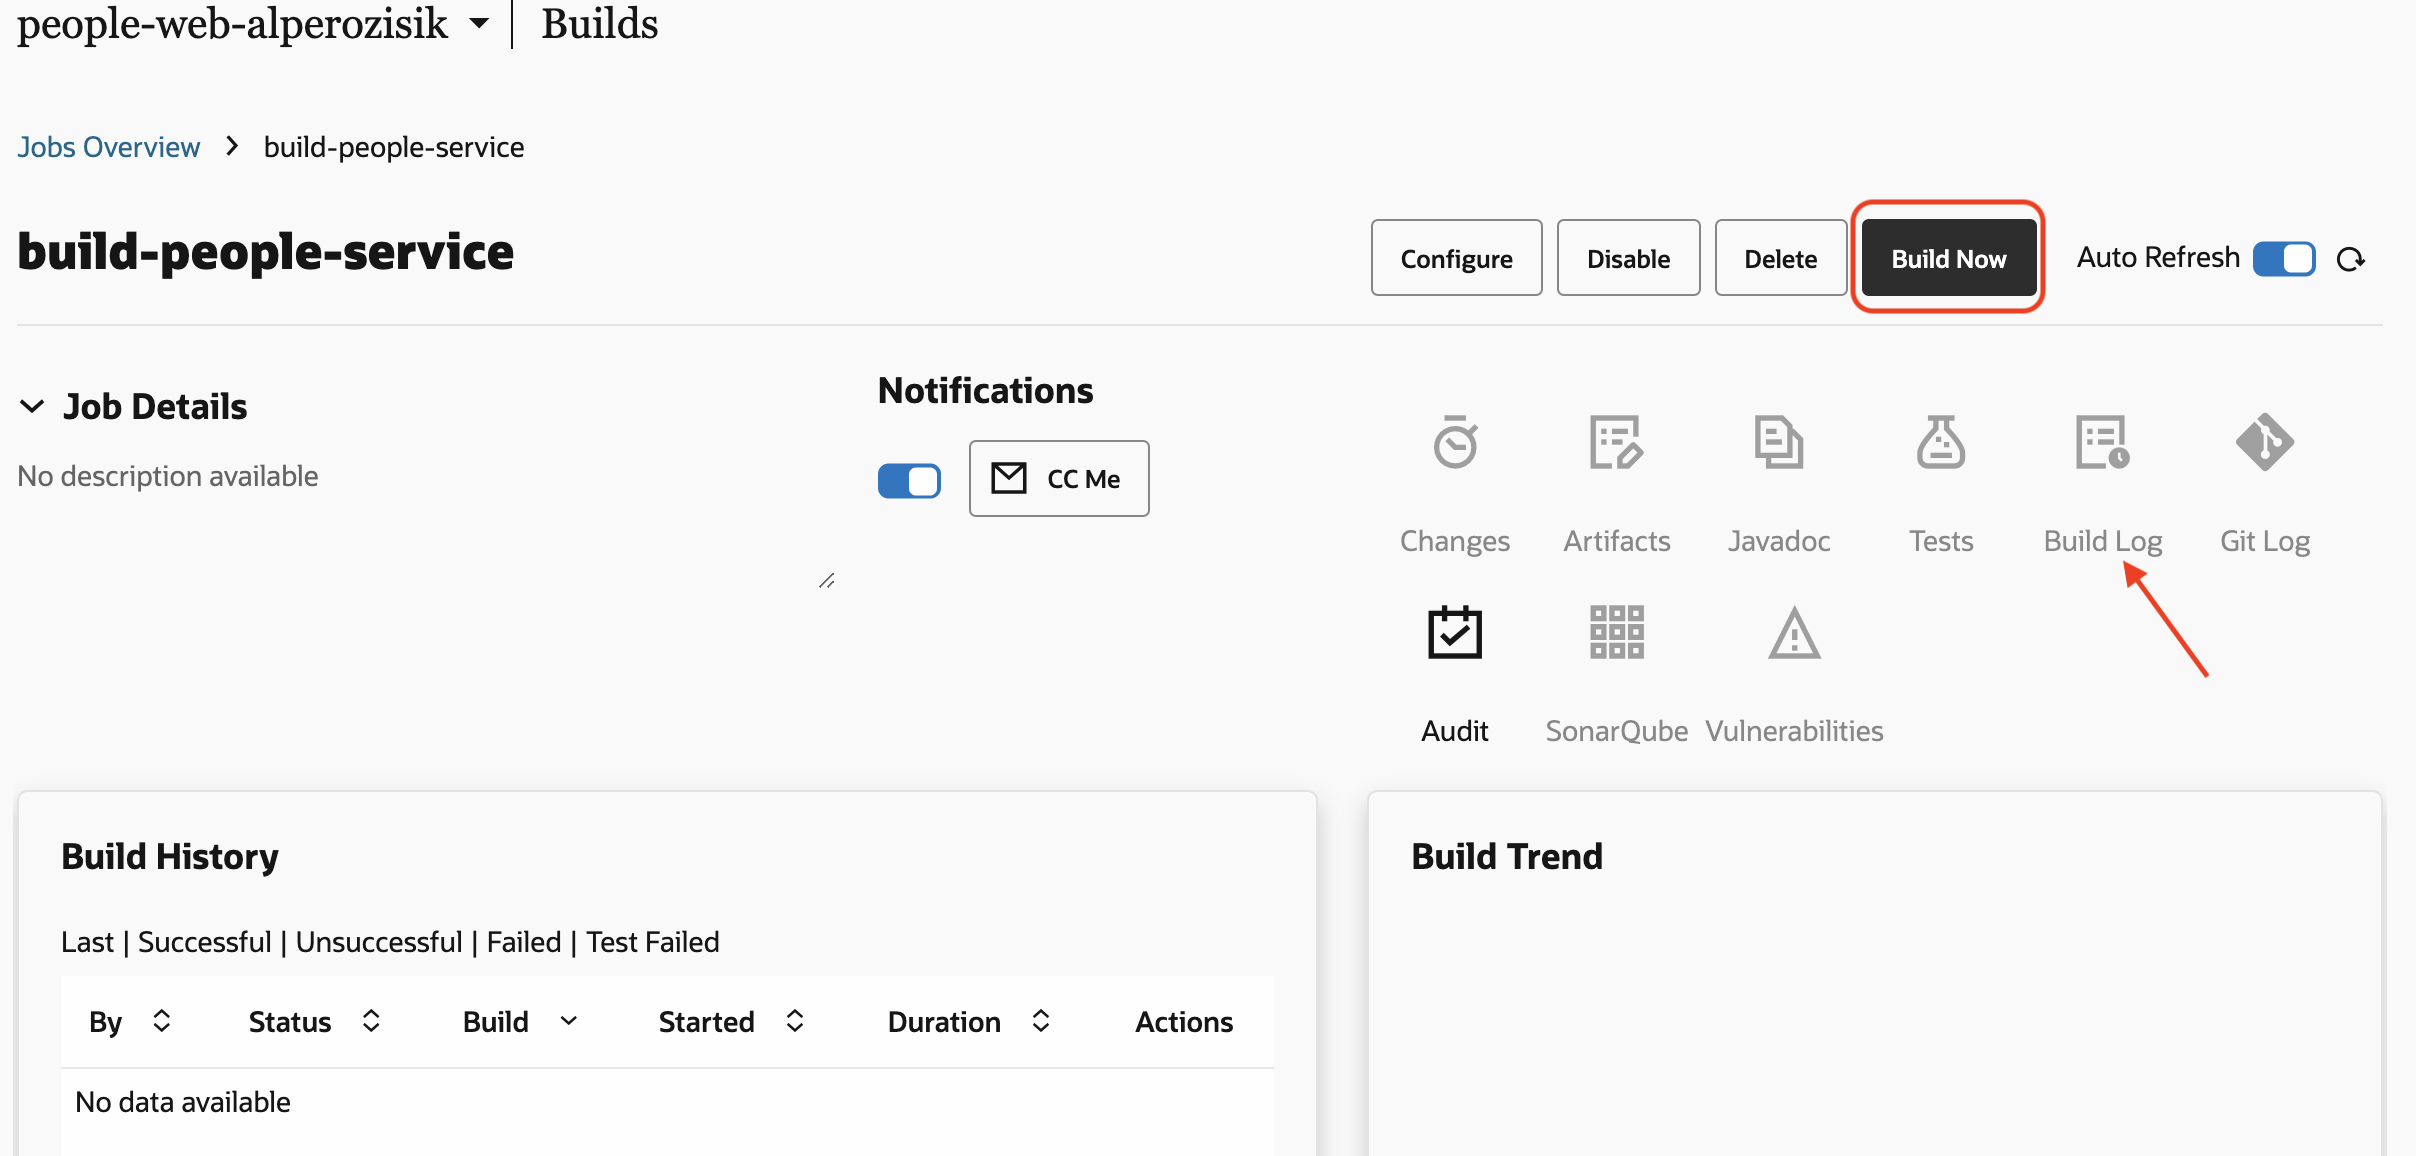 people-web-alperozisik | Builds
Jobs Overview > build-people-service
build-people-service
Configure
Disable
Delete
Build Now
Auto Refresh
Job Details
No description available
Notifications
CC Me
Changes
Artifacts
Javadoc
Tests
Build Log
Git Log
Audit
SonarQube
Vulnerabilities
Build History
Last | Successful | Unsuccessful | Failed | Test Failed
By Status Build Started Duration Actions
No data available
Build Trend